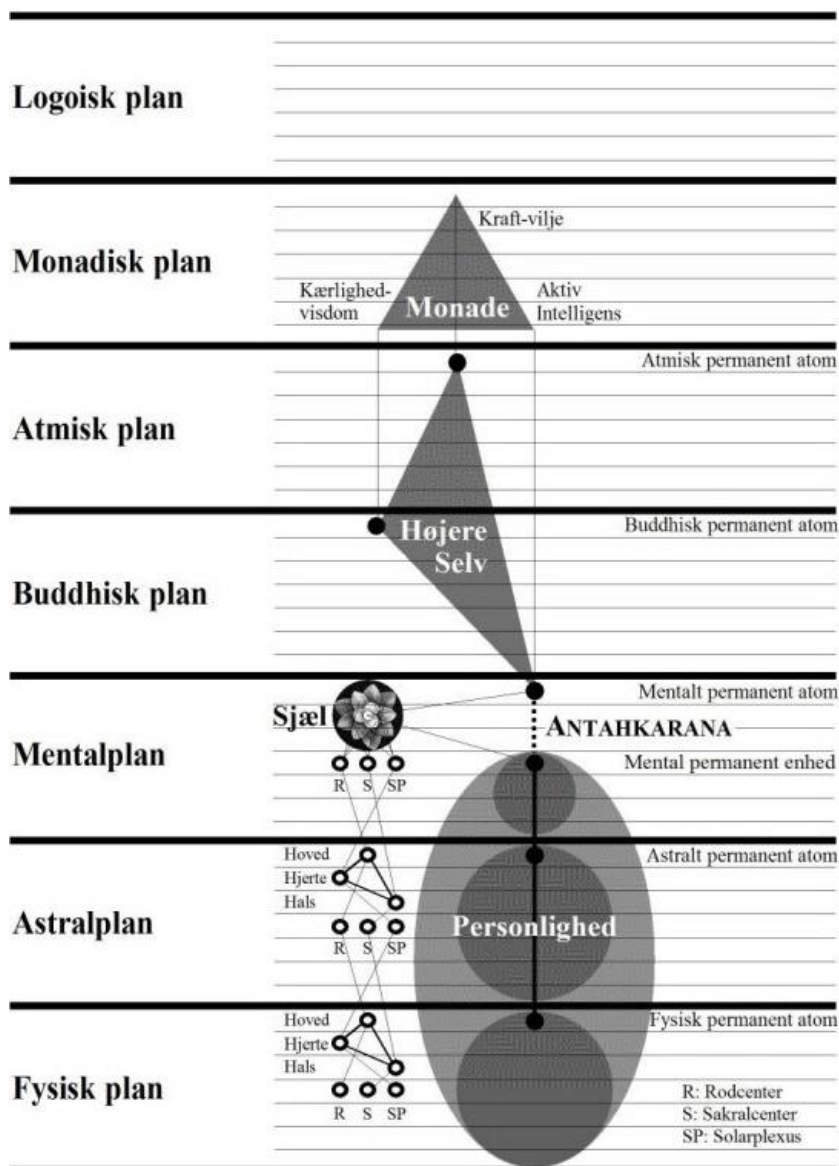 Logoisk plan
Monadisk plan
Kraft-vilje
Kærlighed-
visdom
Monade
Aktiv
Intelligens
Atmisk permanent atom
Atmisk plan
Buddhisk permanent atom
Højere
Selv
Buddhisk plan
Mentalt permanent atom
Sjæl
ANTAHKARANA
Mentalplan
Mental permanent enhed
R S SP
Hoved
Astralt permanent atom
Hjerte
Hals
Astralplan
Personlighed
R S SP
Hoved
Fysisk permanent atom
Hjerte
Hals
Fysisk plan
R S SP
R: Rodcenter
S: Sakralcenter
SP: Solarplexus